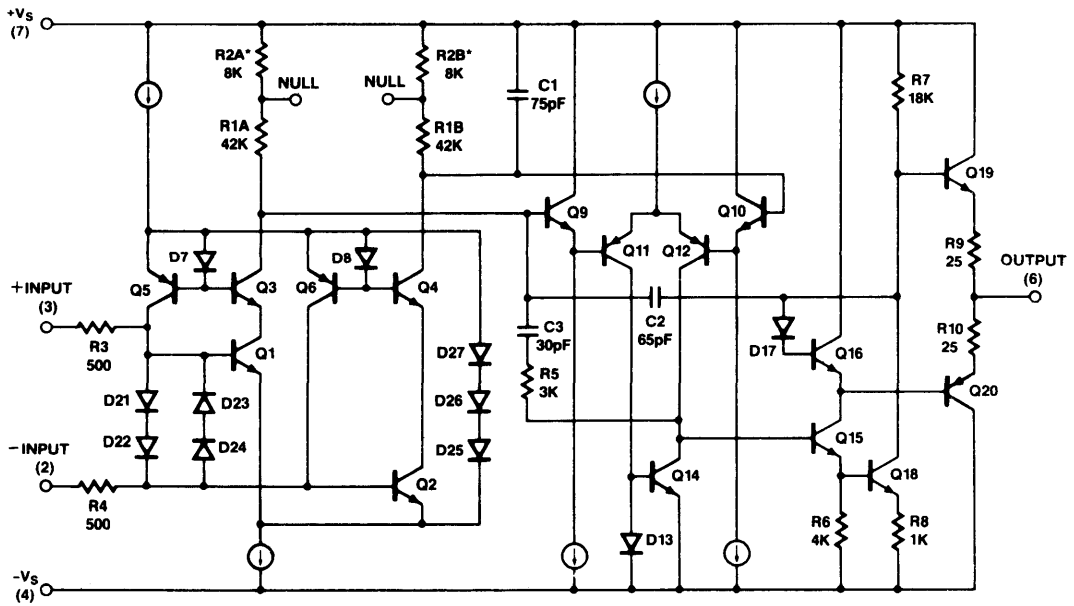 +Vs
(7)
R2A*
8K
NULL
R1A
42K
R2B*
8K
NULL
R1B
42K
C1
75pF
R7
18K
Q19
Q9
Q11
Q12
Q10
D7
Q5
Q3
D8
Q6
Q4
R9
25
OUTPUT
(6)
+INPUT
(3)
R3
500
Q1
C3
30pF
C2
65pF
D17
Q16
R10
25
Q20
D27
R5
3K
D21
D23
D26
D22
D24
D25
Q15
−INPUT
(2)
R4
500
Q2
Q14
Q18
D13
R6
4K
R8
1K
−Vs
(4)